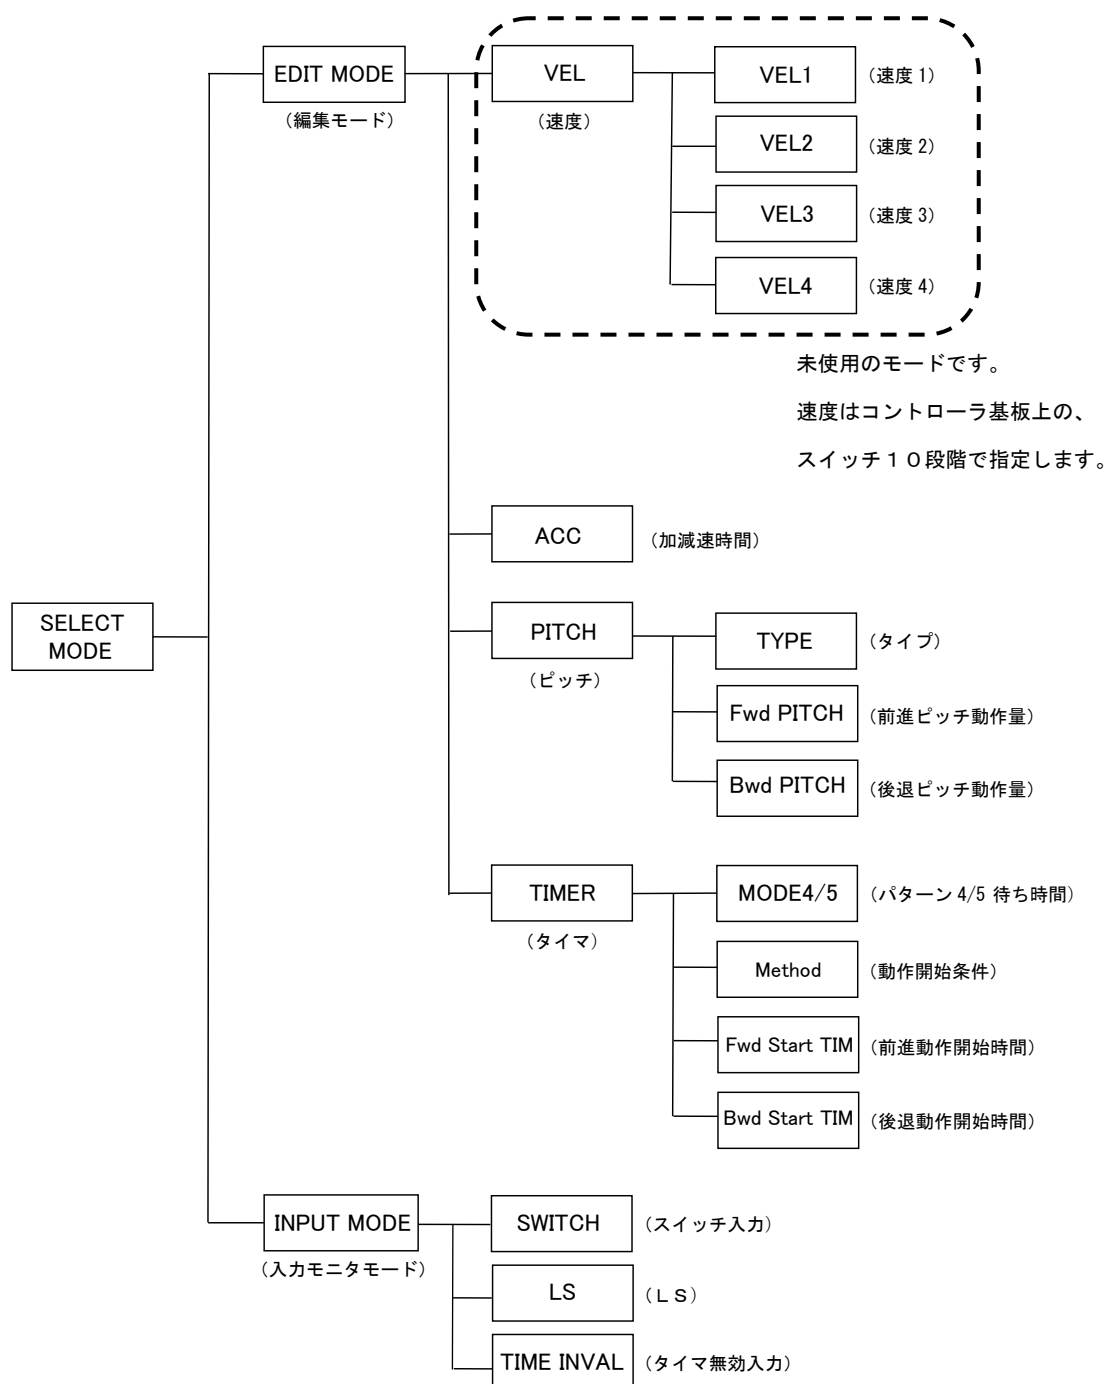 EDIT MODE
(編集モード)
VEL
(速度)
VEL1
(速度 1)
VEL2
(速度 2)
VEL3
(速度 3)
VEL4
(速度 4)
未使用のモードです。
速度はコントローラ基板上の、
スイッチ１０段階で指定します。
ACC
(加減速時間)
SELECT
MODE
PITCH
(ピッチ)
TYPE
(タイプ)
Fwd PITCH
(前進ピッチ動作量)
Bwd PITCH
(後退ピッチ動作量)
TIMER
(タイマ)
MODE4/5
(パターン 4/5 待ち時間)
Method
(動作開始条件)
Fwd Start TIM
(前進動作開始時間)
Bwd Start TIM
(後退動作開始時間)
INPUT MODE
(入力モニタモード)
SWITCH
(スイッチ入力)
LS
(ＬＳ)
TIME INVAL
(タイマ無効入力)